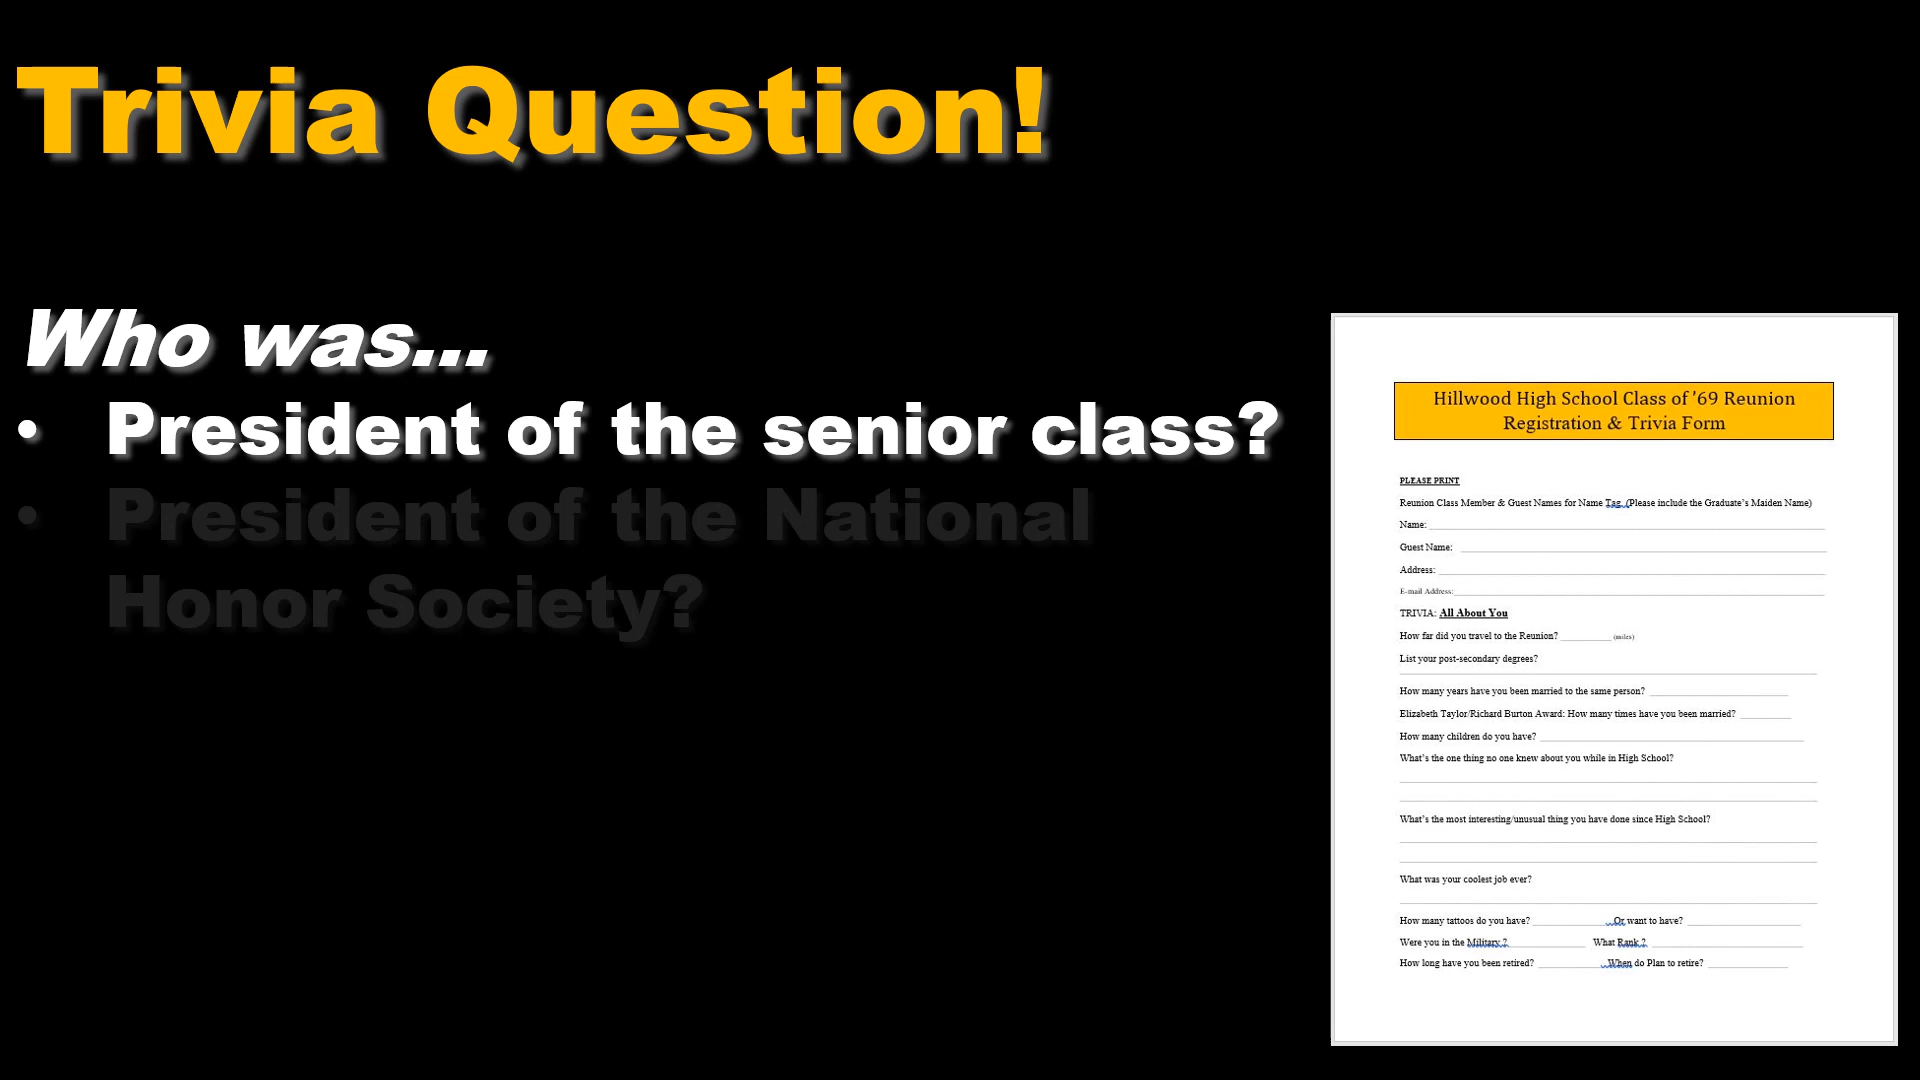 Trivia Question!
Who was...
• President of the senior class?
• President of the National
Honor Society?
Hillwood High School Class of '69 Reunion
Registration & Trivia Form
PLEASE PRINT
Reunion Class Member & Guest Names for Name Tag. (Please include the Graduate's Maiden Name)
Name:
Guest Name:
Address:
E-mail Address:
TRIVIA: All About You
How far did you travel to the Reunion? (miles)
List your post-secondary degrees?
How many years have you been married to the same person?
Elizabeth Taylor/Richard Burton Award: How many times have you been married?
How many children do you have?
What's the one thing no one knew about you while in High School?
What's the most interesting/unusual thing you have done since High School?
What was your coolest job ever?
How many tattoos do you have? Or want to have?
Were you in the Military ? What Rank ?
How long have you been retired? When do Plan to retire?